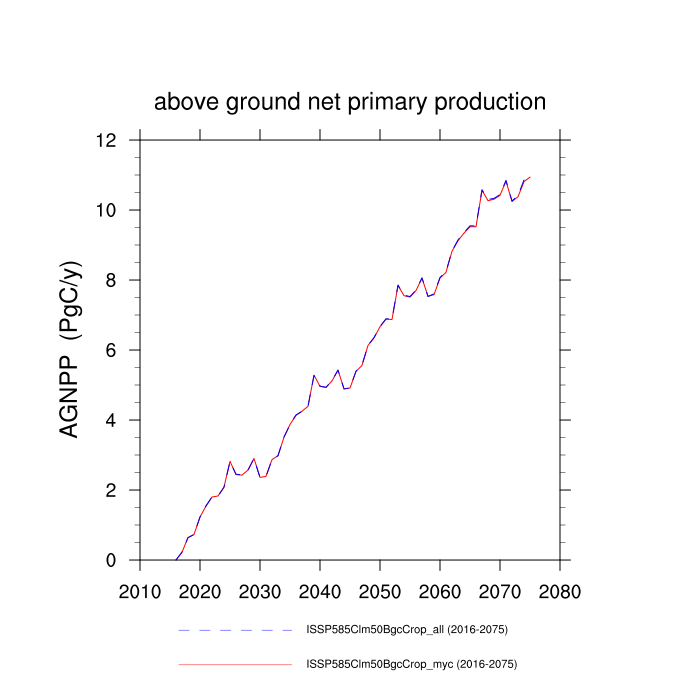 above ground net primary production
12
10
8
6
4
2
0
AGNPP (PgC/y)
2010 2020 2030 2040 2050 2060 2070 2080
ISSP585Clm50BgcCrop_all (2016-2075)
ISSP585Clm50BgcCrop_myc (2016-2075)